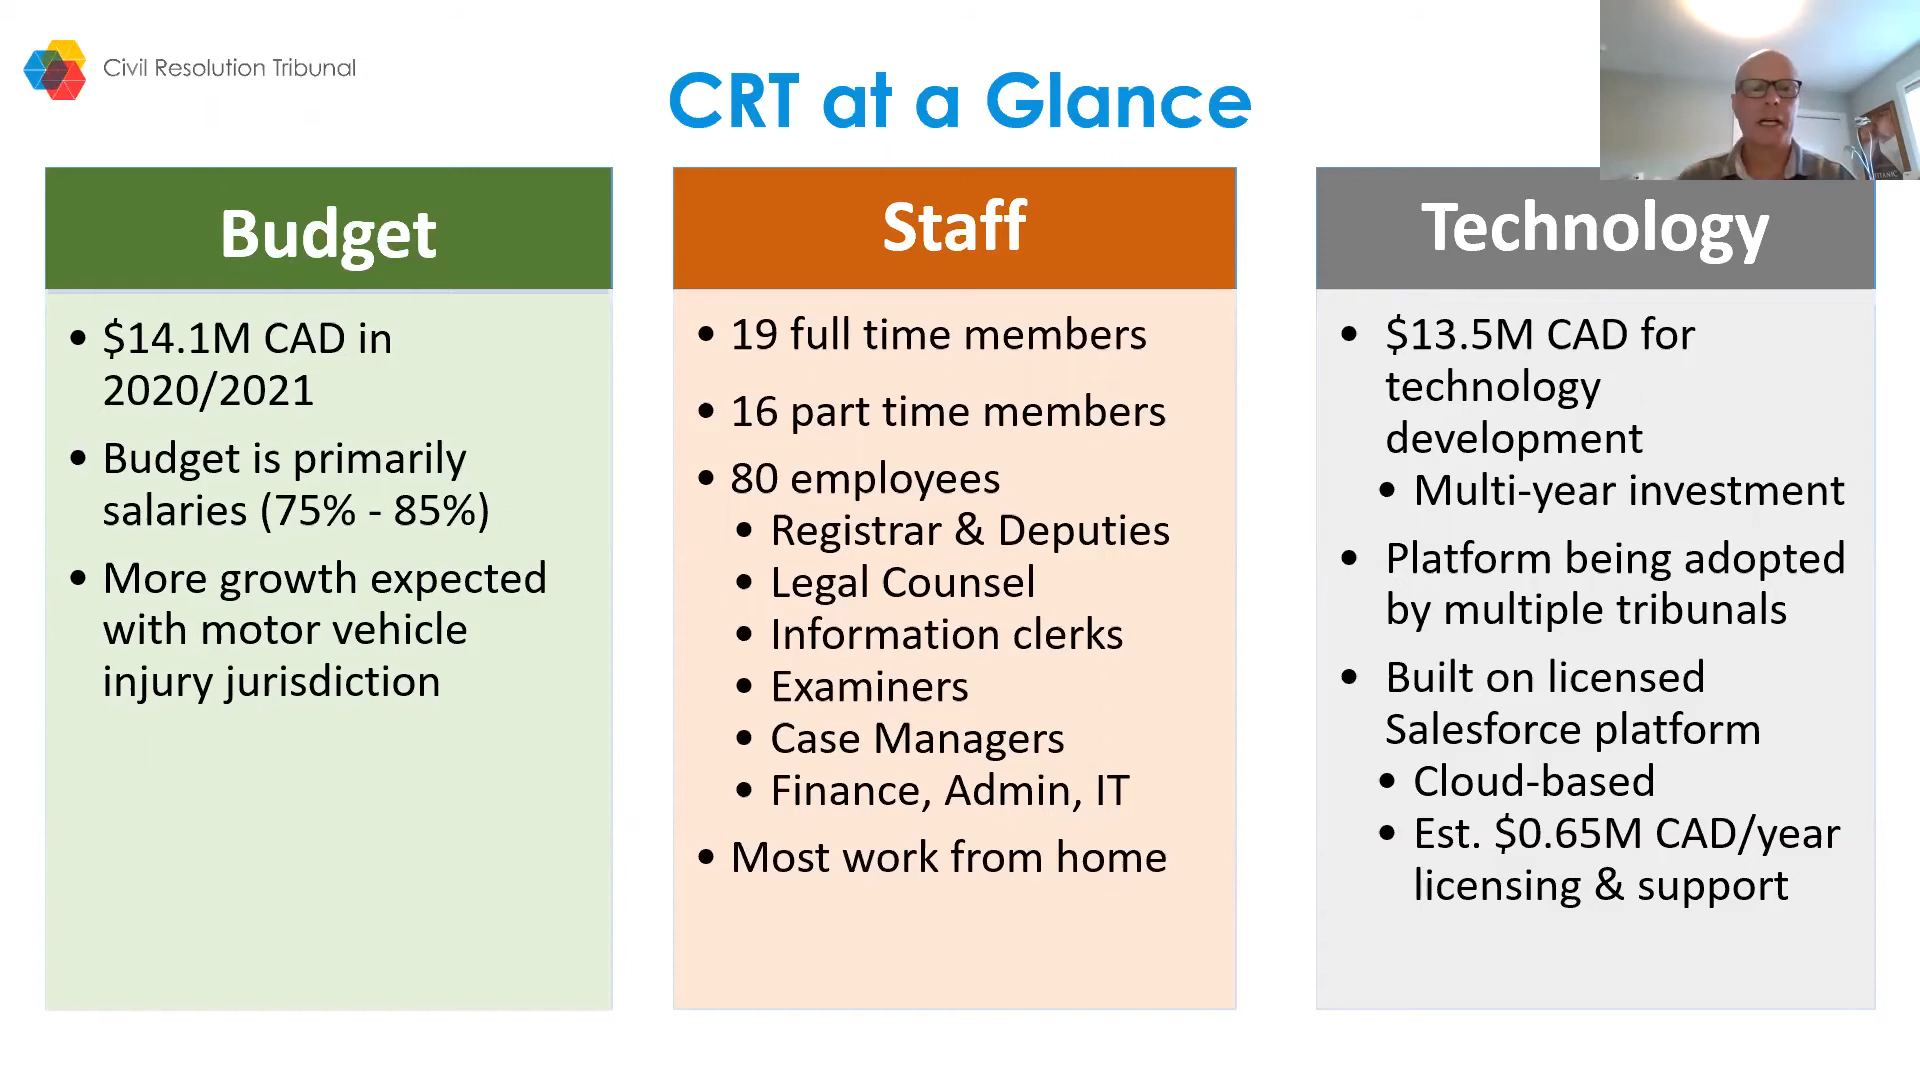 Civil Resolution Tribunal
CRT at a Glance
Budget
• $14.1M CAD in
2020/2021
• Budget is primarily
salaries (75% - 85%)
• More growth expected
with motor vehicle
injury jurisdiction
Staff
• 19 full time members
• 16 part time members
• 80 employees
• Registrar & Deputies
• Legal Counsel
• Information clerks
• Examiners
• Case Managers
• Finance, Admin, IT
• Most work from home
Technology
• $13.5M CAD for
technology
development
• Multi-year investment
• Platform being adopted
by multiple tribunals
• Built on licensed
Salesforce platform
• Cloud-based
• Est. $0.65M CAD/year
licensing & support
TITANIC